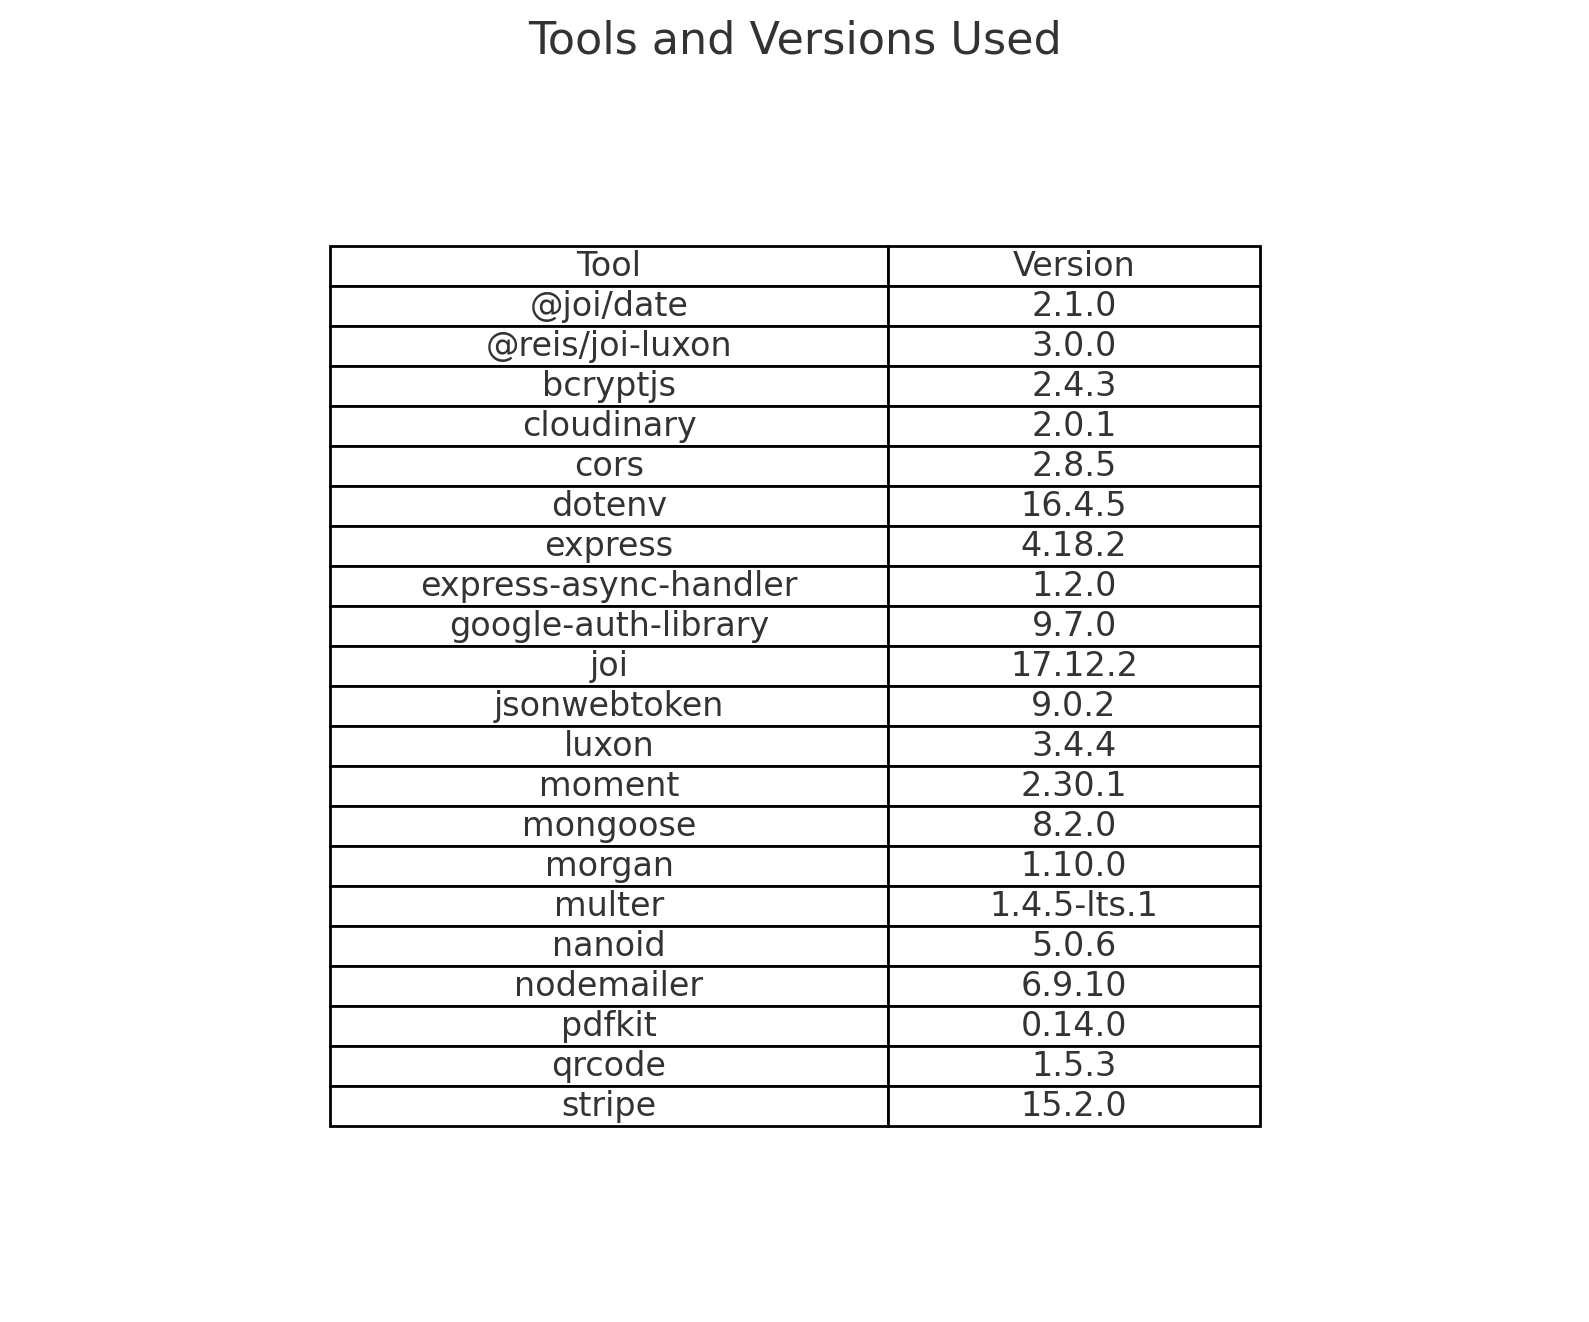 Tools and Versions Used
Tool Version
@joi/date 2.1.0
@reis/joi-luxon 3.0.0
bcryptjs 2.4.3
cloudinary 2.0.1
cors 2.8.5
dotenv 16.4.5
express 4.18.2
express-async-handler 1.2.0
google-auth-library 9.7.0
joi 17.12.2
jsonwebtoken 9.0.2
luxon 3.4.4
moment 2.30.1
mongoose 8.2.0
morgan 1.10.0
multer 1.4.5-lts.1
nanoid 5.0.6
nodemailer 6.9.10
pdfkit 0.14.0
qrcode 1.5.3
stripe 15.2.0